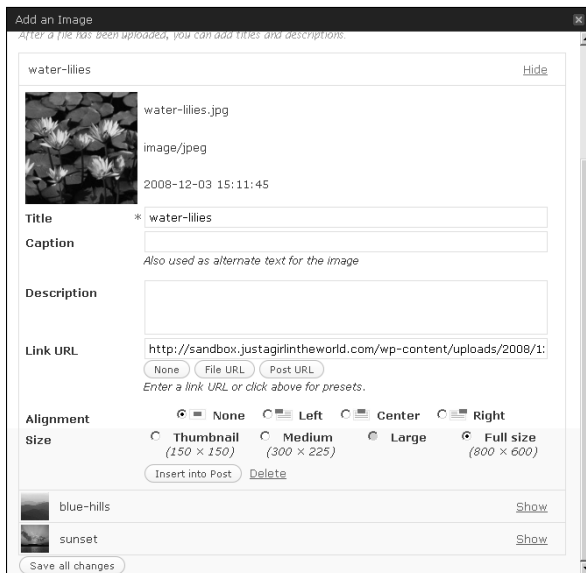 Add an Image
After a file has been uploaded, you can add titles and descriptions.
water-lilies Hide
water-lilies.jpg
image/jpeg
2008-12-03 15:11:45
Title * water-lilies
Caption
Also used as alternate text for the image
Description
Link URL http://sandbox.justagirlintheworld.com/wp-content/uploads/2008/12
None File URL Post URL
Enter a link URL or click above for presets.
Alignment None Left Center Right
Size Thumbnail Medium Large Full size
(150 × 150) (300 × 225) (800 × 600)
Insert into Post Delete
blue-hills Show
sunset Show
Save all changes